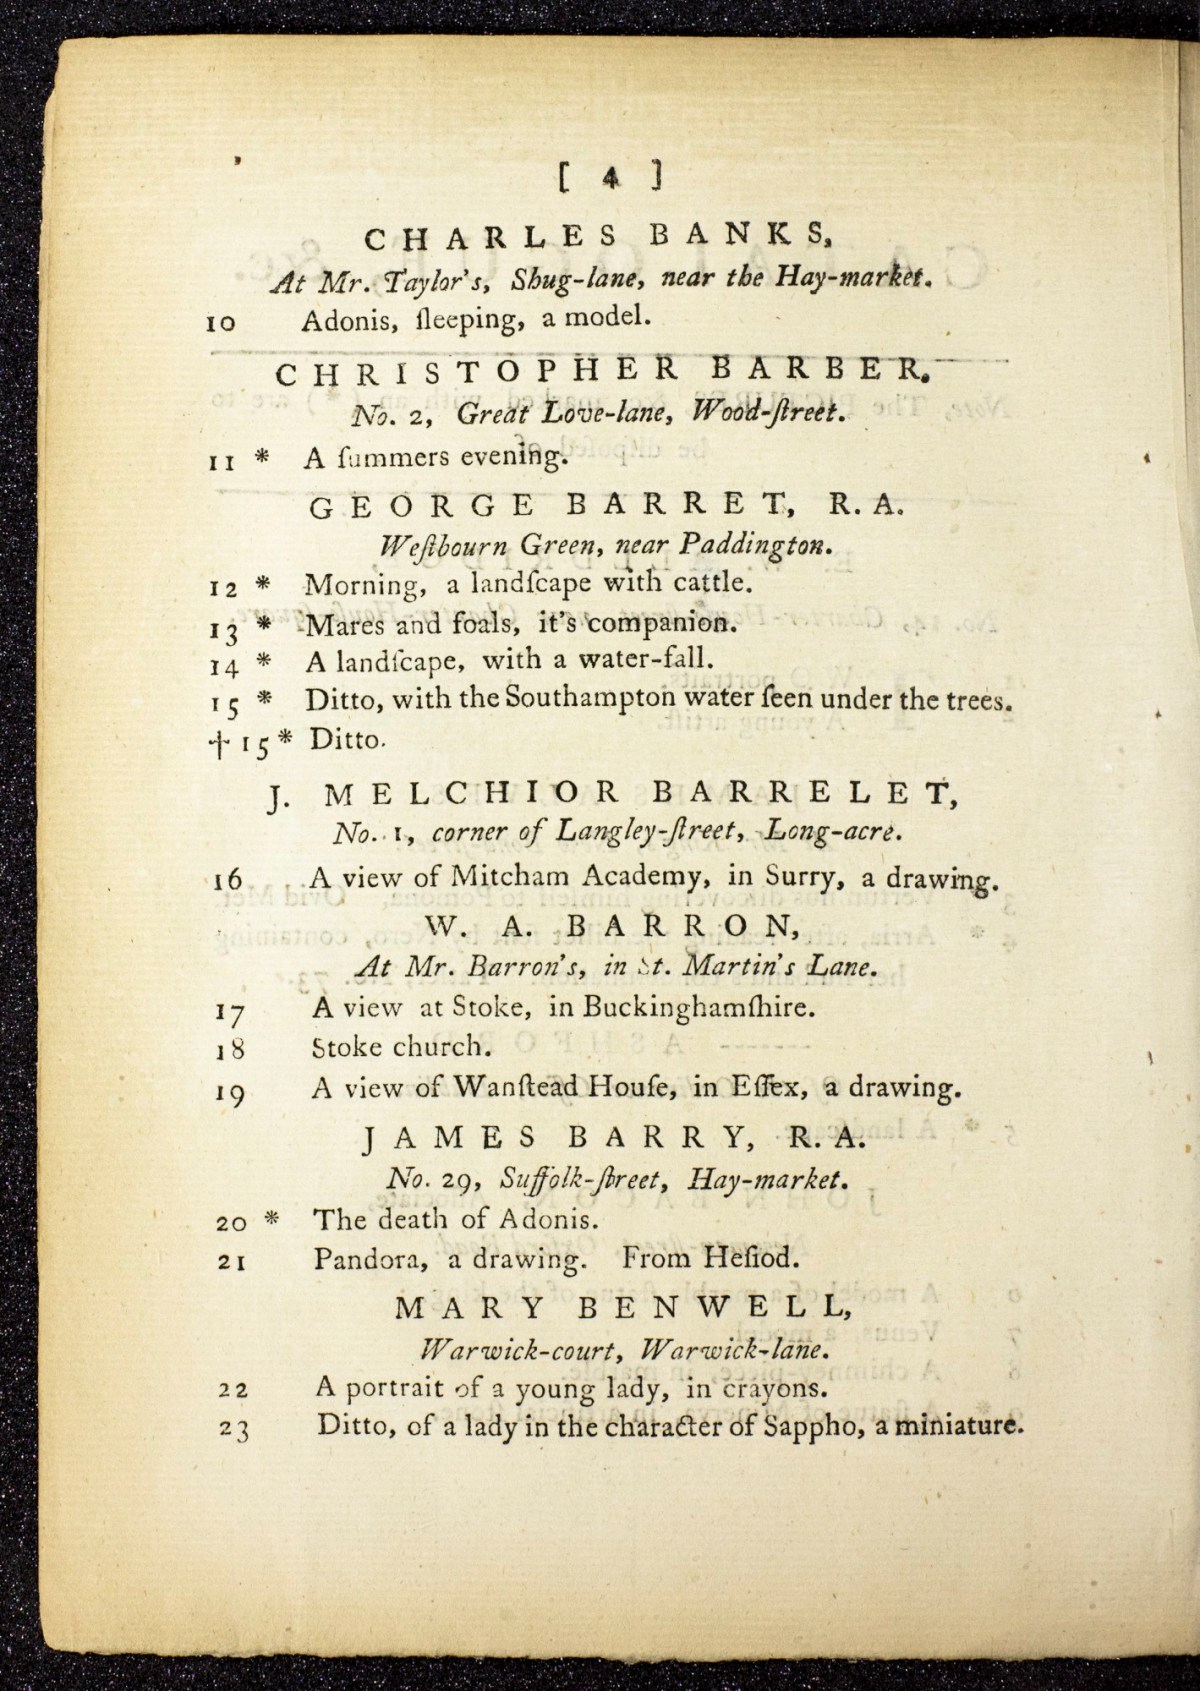 [ 4 ]
CHARLES BANKS,
At Mr. Taylor's, Shug-lane, near the Hay-market.
10 Adonis, ſleeping, a model.
CHRISTOPHER BARBER.
No. 2, Great Love-lane, Wood-ſtreet.
11 * A ſummers evening.
GEORGE BARRET, R. A.
Weſtbourn Green, near Paddington.
12 * Morning, a landſcape with cattle.
13 * Mares and foals, it's companion.
14 * A landſcape, with a water-fall.
15 * Ditto, with the Southampton water ſeen under the trees.
† 15 * Ditto.
J. MELCHIOR BARRELET,
No. 1, corner of Langley-ſtreet, Long-acre.
16 A view of Mitcham Academy, in Surry, a drawing.
W. A. BARRON,
At Mr. Barron's, in St. Martin's Lane.
17 A view at Stoke, in Buckinghamſhire.
18 Stoke church.
19 A view of Wanſtead Houſe, in Eſſex, a drawing.
JAMES BARRY, R. A.
No. 29, Suffolk-ſtreet, Hay-market.
20 * The death of Adonis.
21 Pandora, a drawing. From Heſiod.
MARY BENWELL,
Warwick-court, Warwick-lane.
22 A portrait of a young lady, in crayons.
23 Ditto, of a lady in the character of Sappho, a miniature.